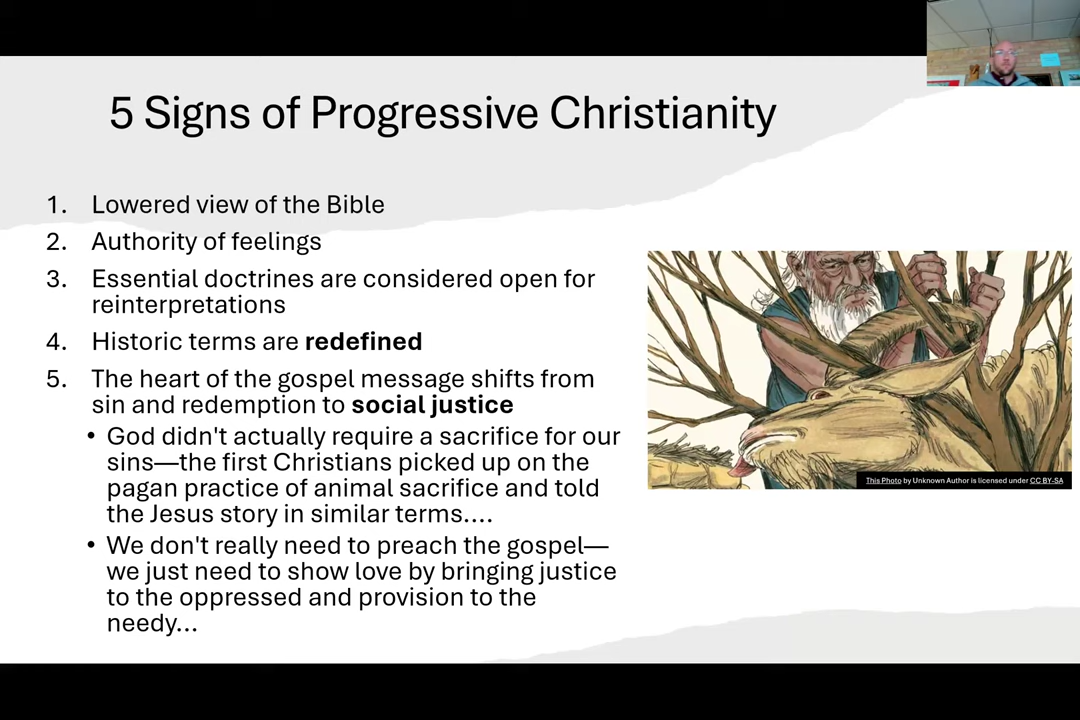 5 Signs of Progressive Christianity
1. Lowered view of the Bible
2. Authority of feelings
3. Essential doctrines are considered open for
reinterpretations
4. Historic terms are redefined
5. The heart of the gospel message shifts from
sin and redemption to social justice
• God didn't actually require a sacrifice for our
sins—the first Christians picked up on the
pagan practice of animal sacrifice and told
the Jesus story in similar terms....
• We don't really need to preach the gospel—
we just need to show love by bringing justice
to the oppressed and provision to the
needy...
This Photo by Unknown Author is licensed under CC BY-SA